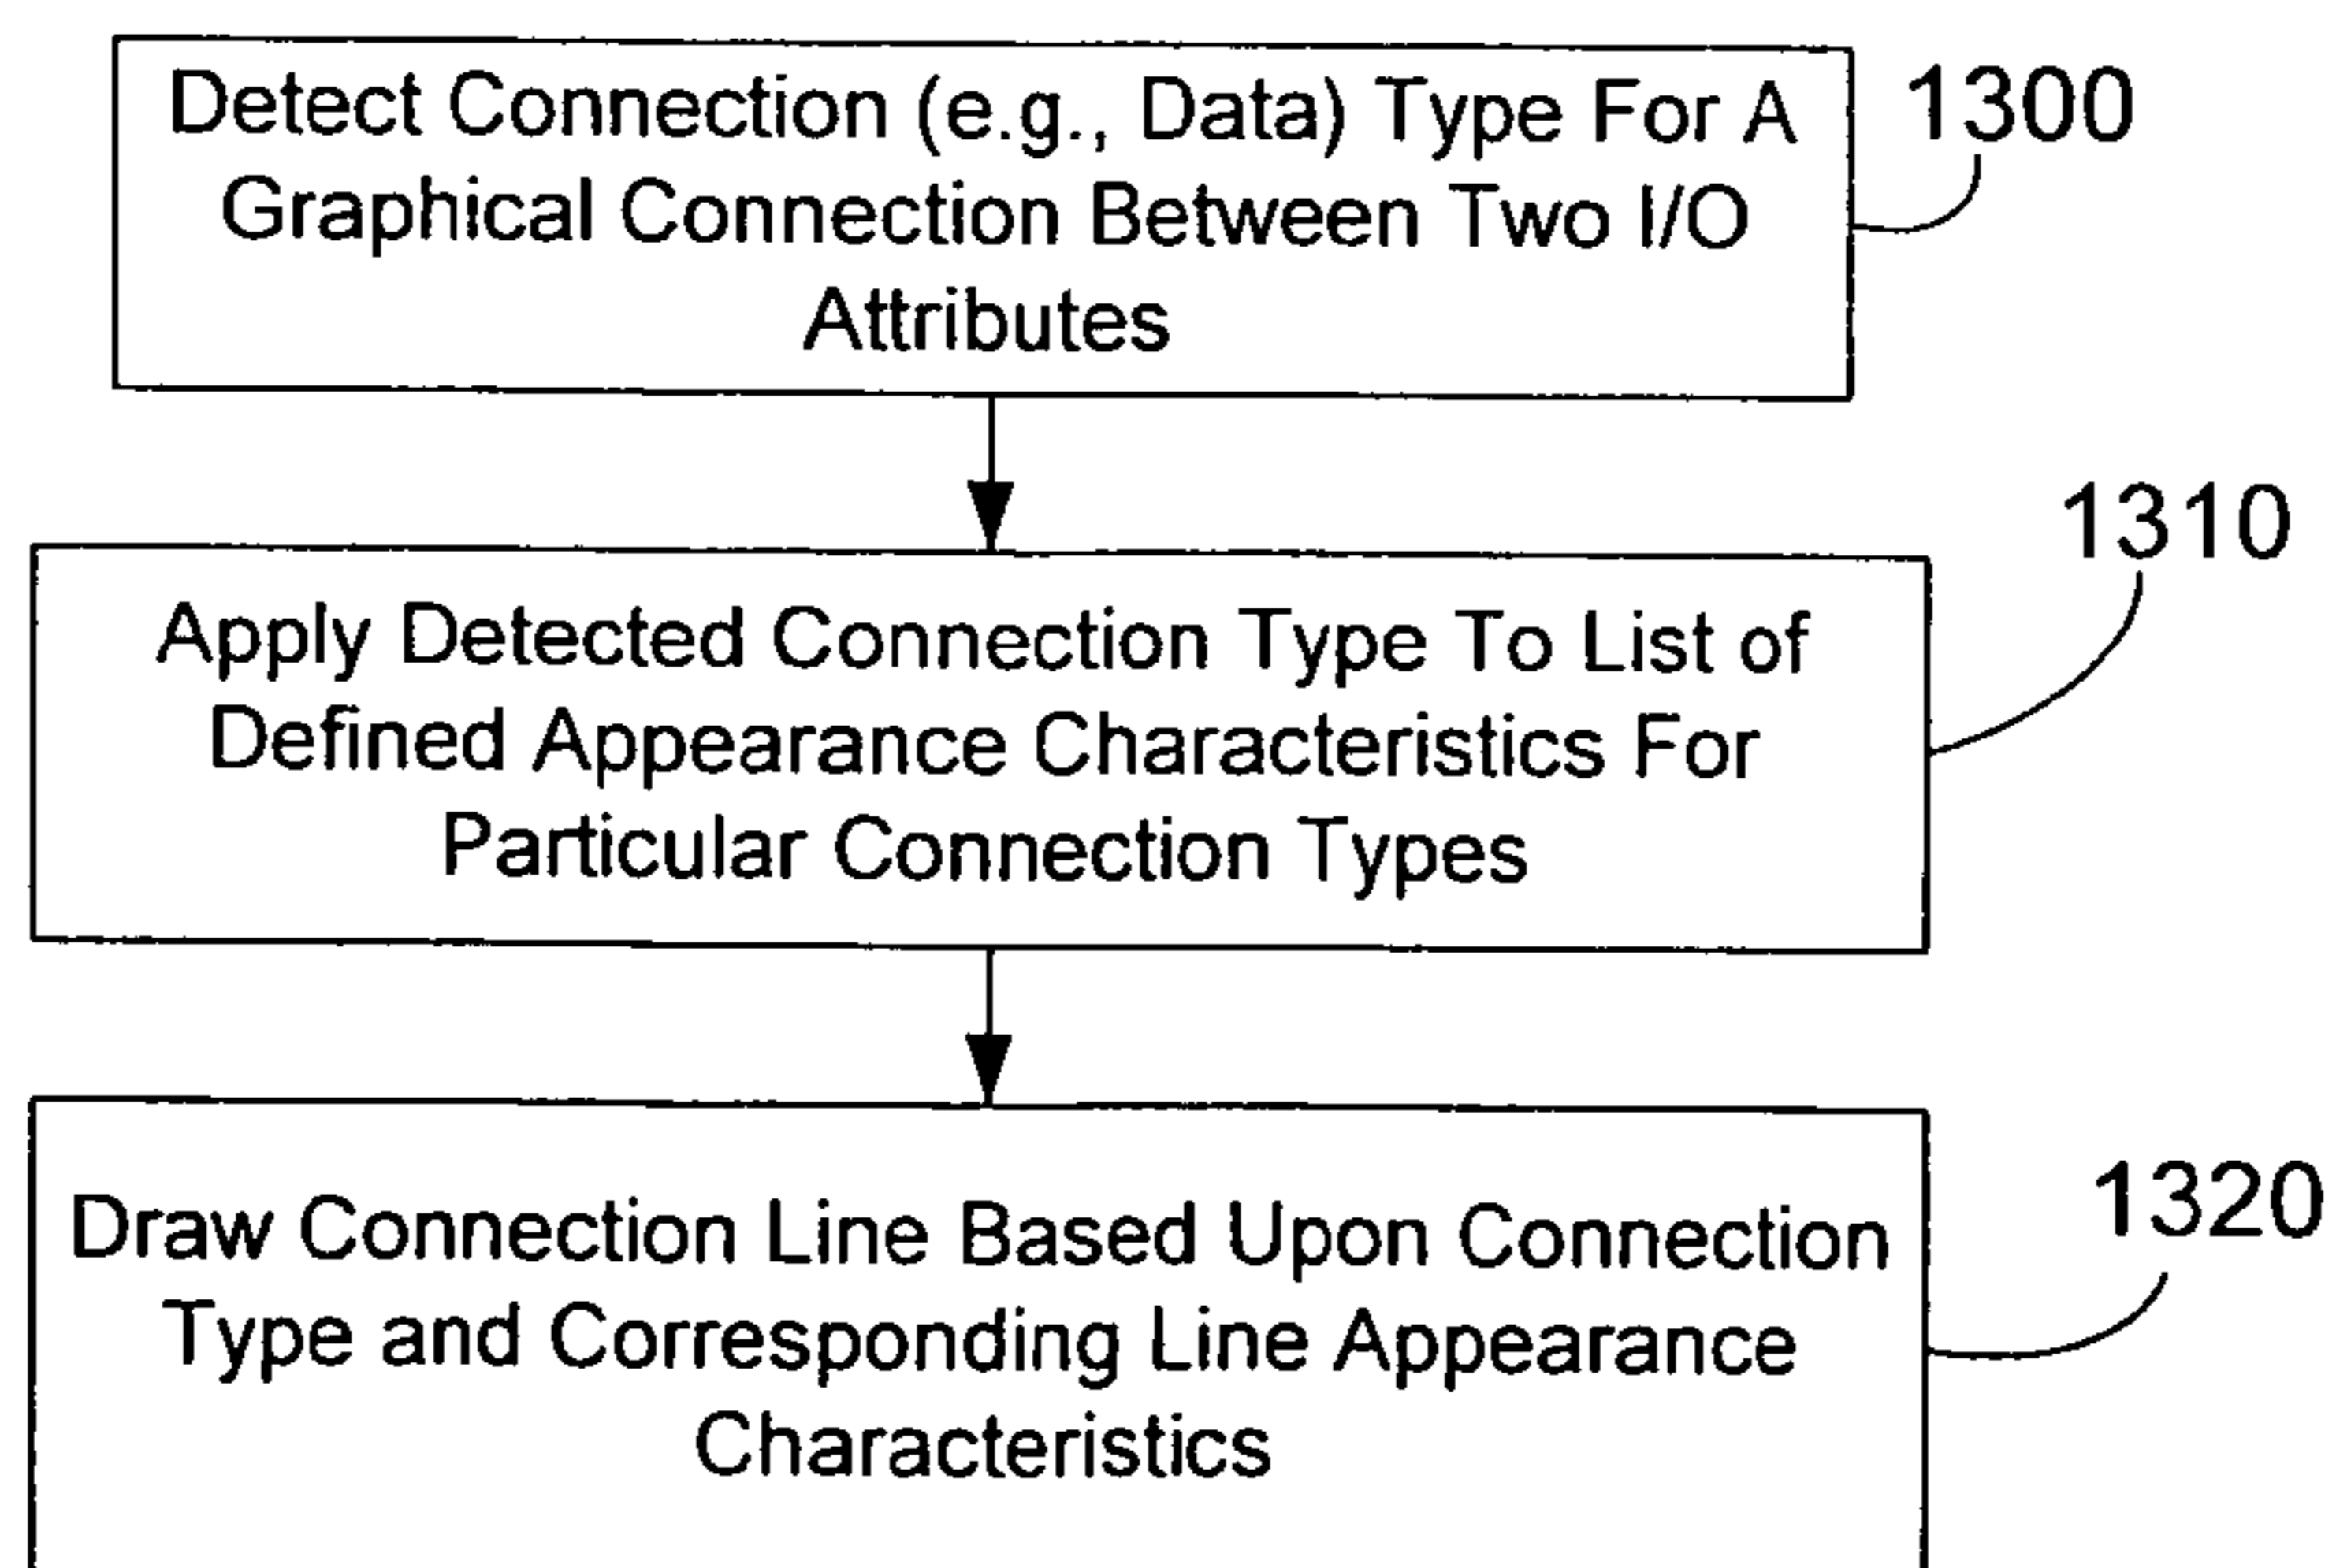 Detect Connection (e.g., Data) Type For A
Graphical Connection Between Two I/O
Attributes
1300
Apply Detected Connection Type To List of
Defined Appearance Characteristics For
Particular Connection Types
1310
Draw Connection Line Based Upon Connection
Type and Corresponding Line Appearance
Characteristics
1320